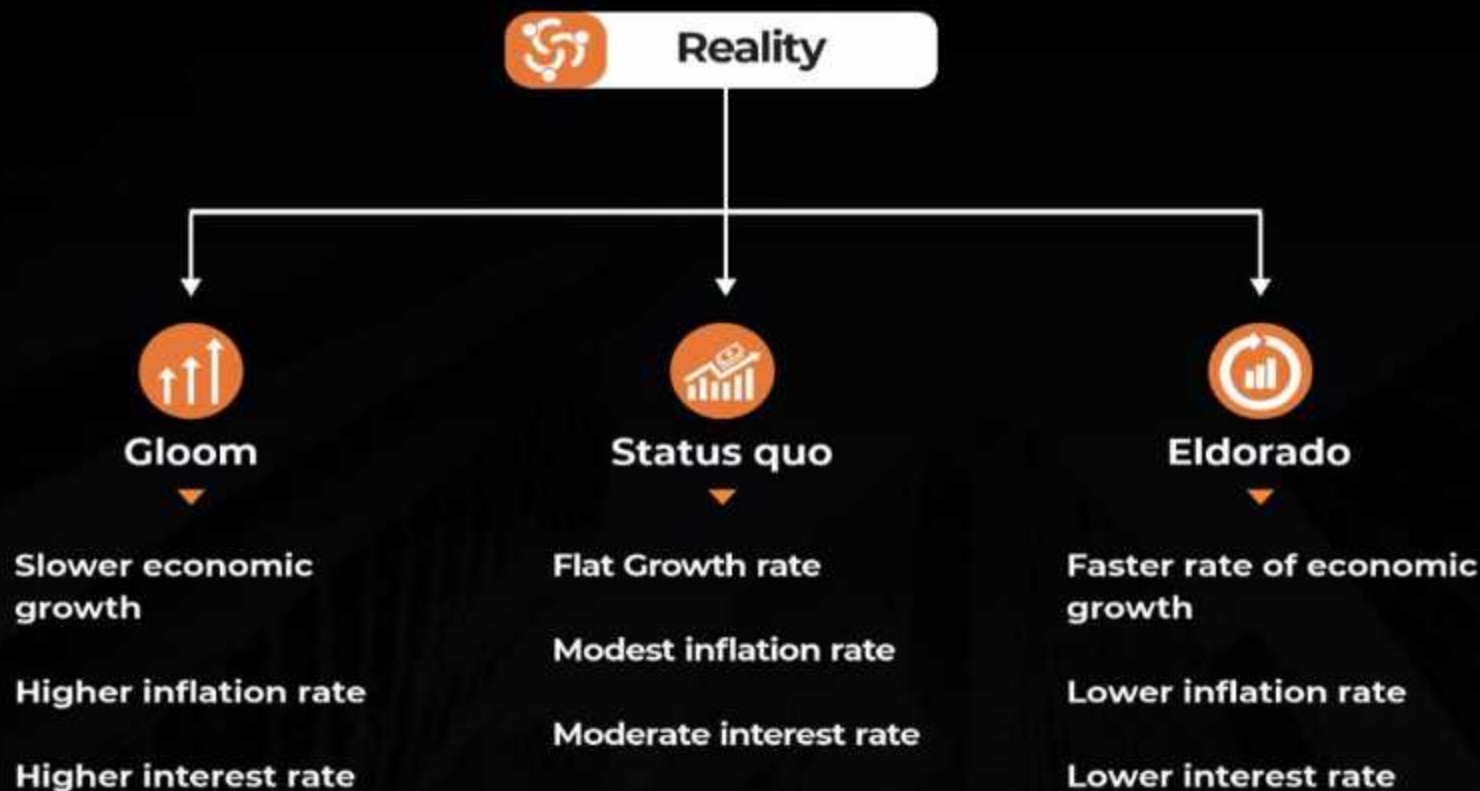 Reality
Gloom
Slower economic
growth
Higher inflation rate
Higher interest rate
Status quo
Flat Growth rate
Modest inflation rate
Moderate interest rate
Eldorado
Faster rate of economic
growth
Lower inflation rate
Lower interest rate